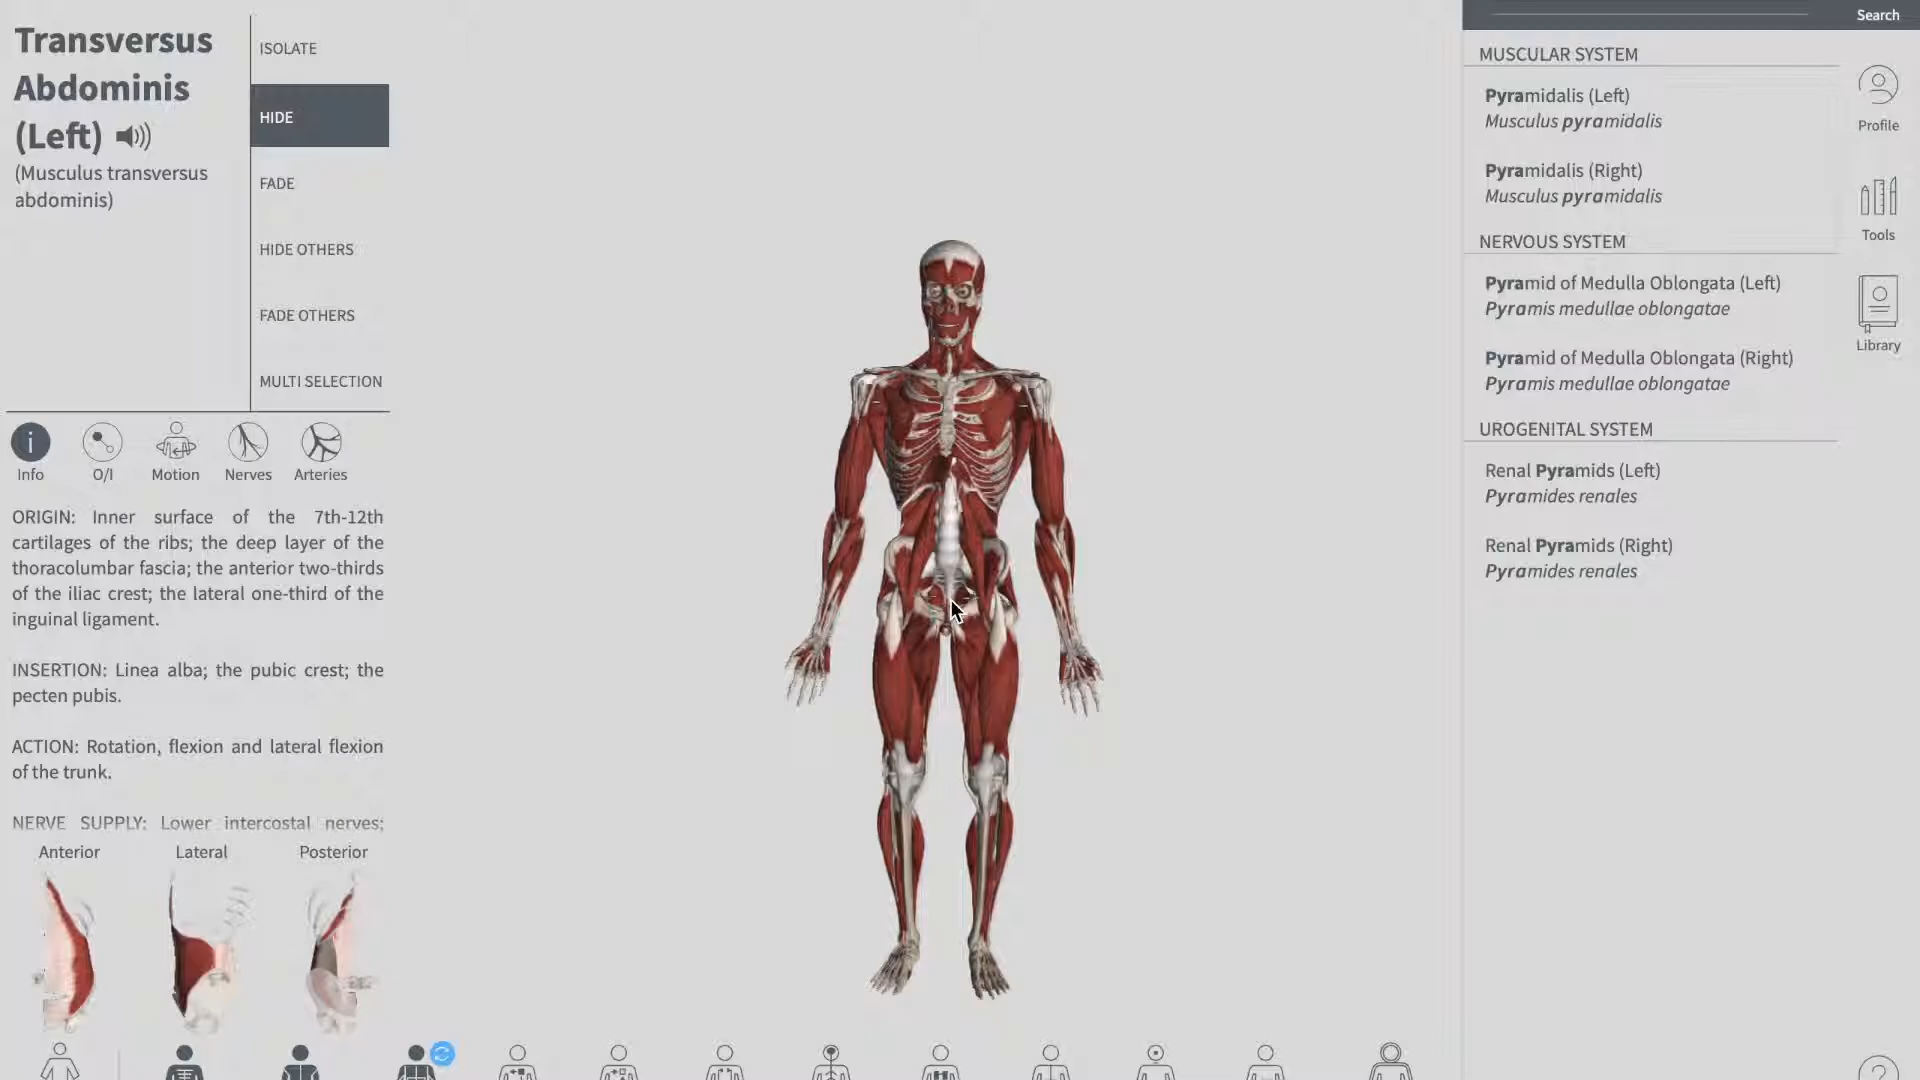 Transversus
Abdominis
(Left)
(Musculus transversus
abdominis)
ISOLATE
HIDE
FADE
HIDE OTHERS
FADE OTHERS
MULTI SELECTION
Info
O/I
Motion
Nerves
Arteries
ORIGIN: Inner surface of the 7th-12th
cartilages of the ribs; the deep layer of the
thoracolumbar fascia; the anterior two-thirds
of the iliac crest; the lateral one-third of the
inguinal ligament.
INSERTION: Linea alba; the pubic crest; the
pecten pubis.
ACTION: Rotation, flexion and lateral flexion
of the trunk.
NERVE SUPPLY: Lower intercostal nerves;
Anterior
Lateral
Posterior
Search
MUSCULAR SYSTEM
Pyramidalis (Left)
Musculus pyramidalis
Pyramidalis (Right)
Musculus pyramidalis
NERVOUS SYSTEM
Pyramid of Medulla Oblongata (Left)
Pyramis medullae oblongatae
Pyramid of Medulla Oblongata (Right)
Pyramis medullae oblongatae
UROGENITAL SYSTEM
Renal Pyramids (Left)
Pyramides renales
Renal Pyramids (Right)
Pyramides renales
Profile
Tools
Library
?